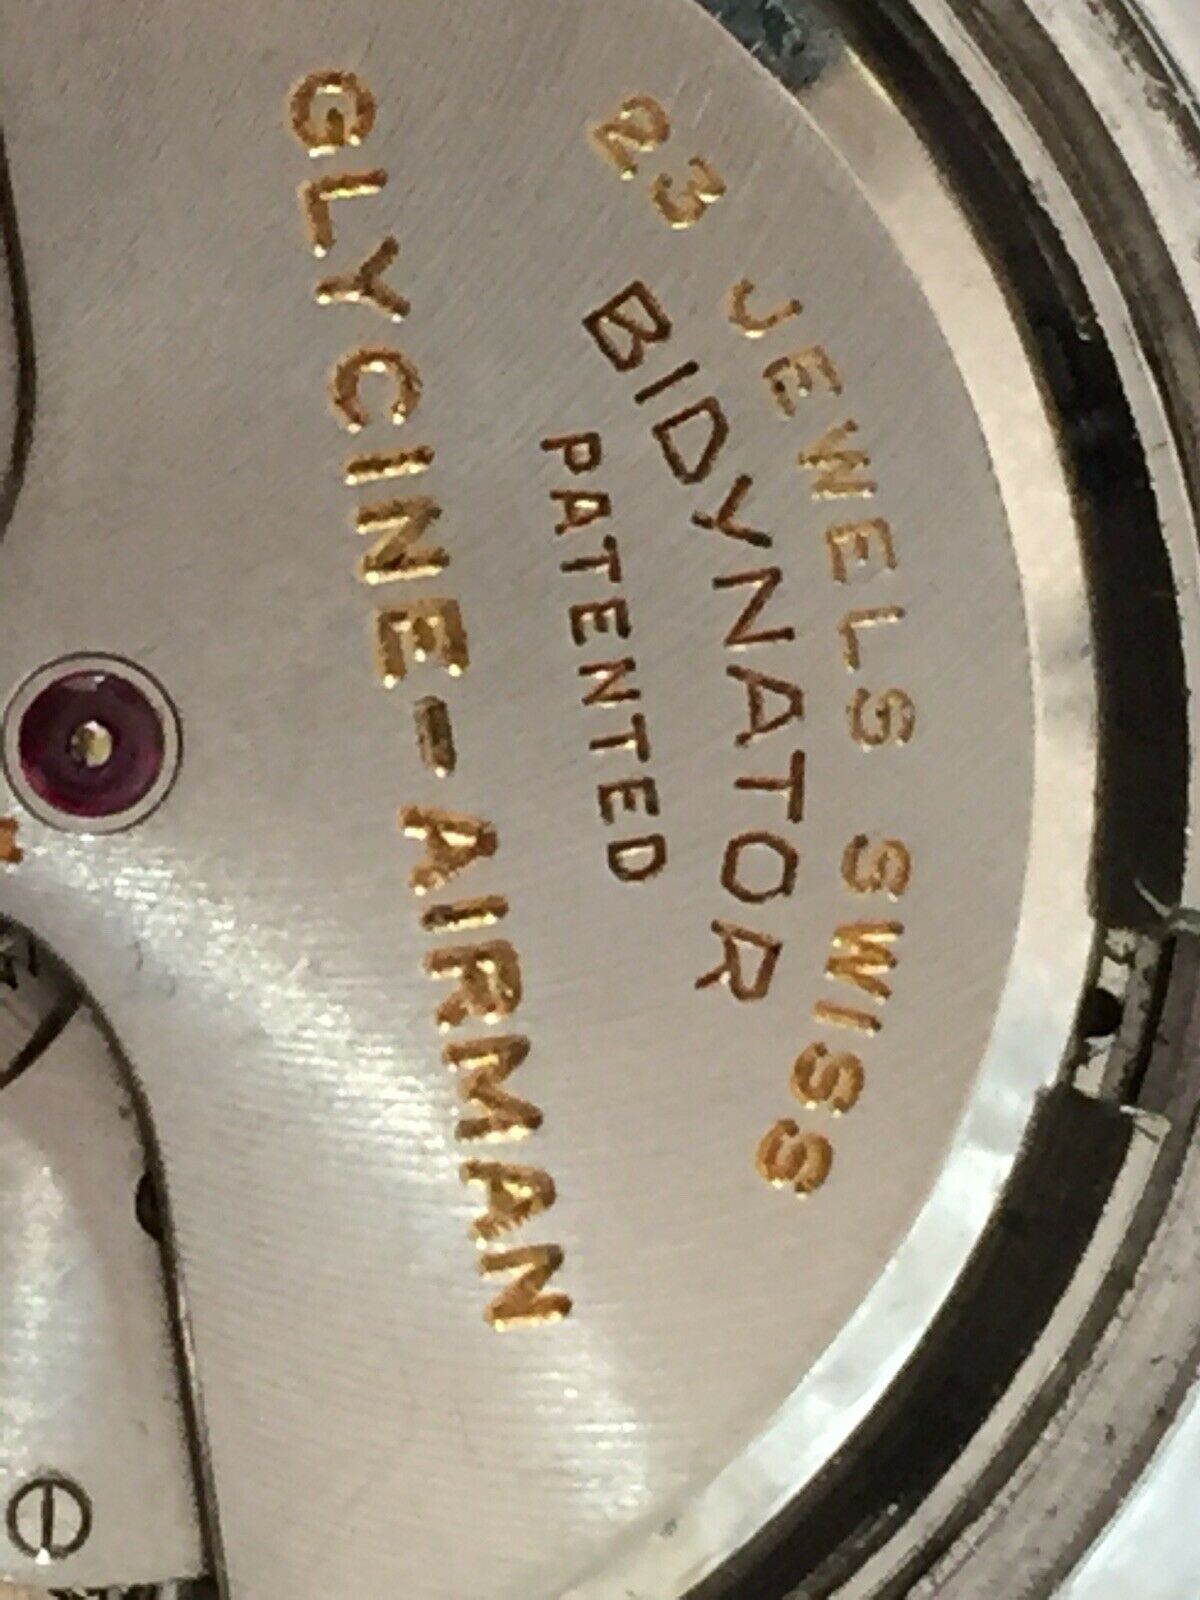 GLYCINE-AIRMAN
PATENTED
BIDYNATOR
23 JEWELS SWISS